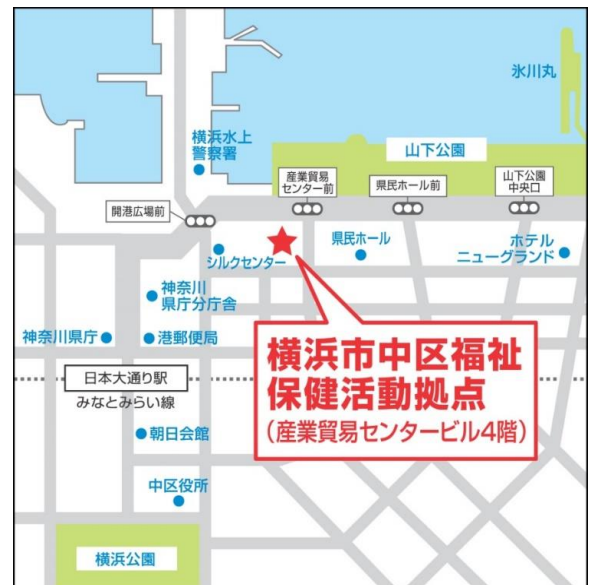 氷川丸
横浜水上
警察署
山下公園
産業貿易
センター前
県民ホール前
山下公園
中央口
開港広場前
シルクセンター
県民ホール
ホテル
ニューグランド
神奈川
県庁分庁舎
神奈川県庁
港郵便局
横浜市中区福祉
保健活動拠点
(産業貿易センタービル4階)
日本大通り駅
みなとみらい線
朝日会館
中区役所
横浜公園